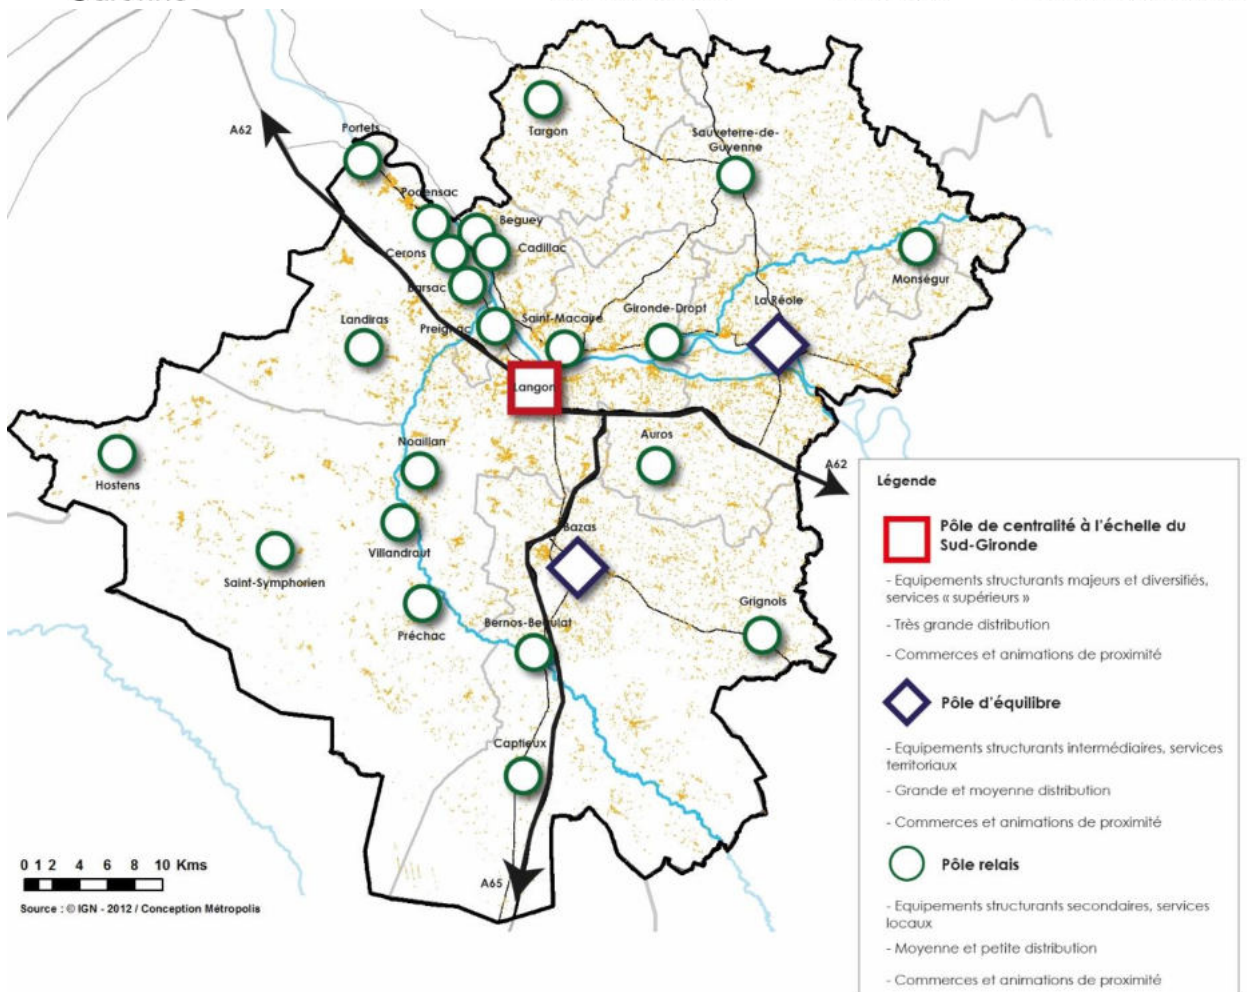 A62
Portets
Targon
Sauveterre-de-
Guyenne
Podensac
Beguey
Cerons
Cadillac
Monségur
Barsac
La Réole
Landiras
Preignac
Saint-Macaire
Gironde-Dropt
Langon
Noaillan
Auros
A62
Hostens
Bazas
Villandraut
Saint-Symphorien
Grignols
Préchac
Bernos-Beaulat
Captieux
A65
0 1 2 4 6 8 10 Kms
Source : © IGN - 2012 / Conception Métropolis
Légende
Pôle de centralité à l'échelle du
Sud-Gironde
- Equipements structurants majeurs et diversifiés,
services « supérieurs »
- Très grande distribution
- Commerces et animations de proximité
Pôle d'équilibre
- Equipements structurants intermédiaires, services
territoriaux
- Grande et moyenne distribution
- Commerces et animations de proximité
Pôle relais
- Equipements structurants secondaires, services
locaux
- Moyenne et petite distribution
- Commerces et animations de proximité